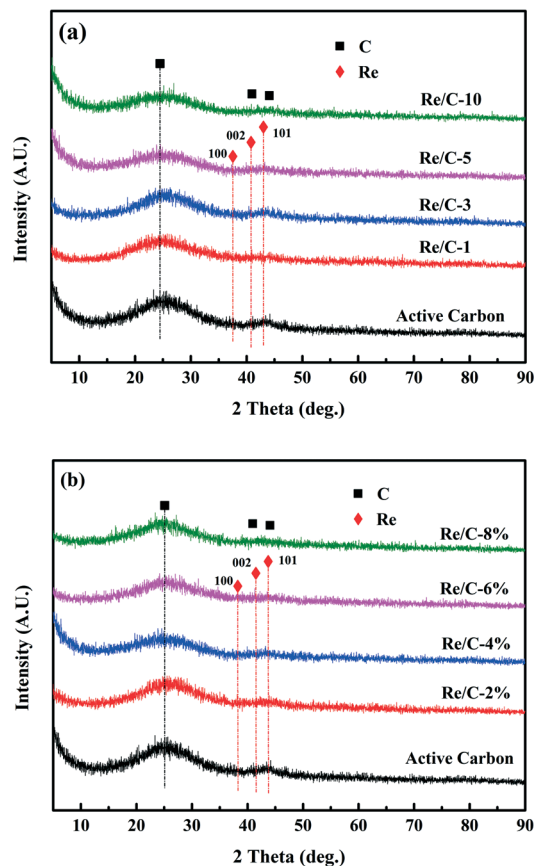 (a)
C
Re
Re/C-10
002
101
100
Re/C-5
Re/C-3
Re/C-1
Active Carbon
Intensity (A.U.)
10 20 30 40 50 60 70 80 90
2 Theta (deg.)
(b)
C
Re
Re/C-8%
002
101
100
Re/C-6%
Re/C-4%
Re/C-2%
Active Carbon
Intensity (A.U.)
10 20 30 40 50 60 70 80 90
2 Theta (deg.)